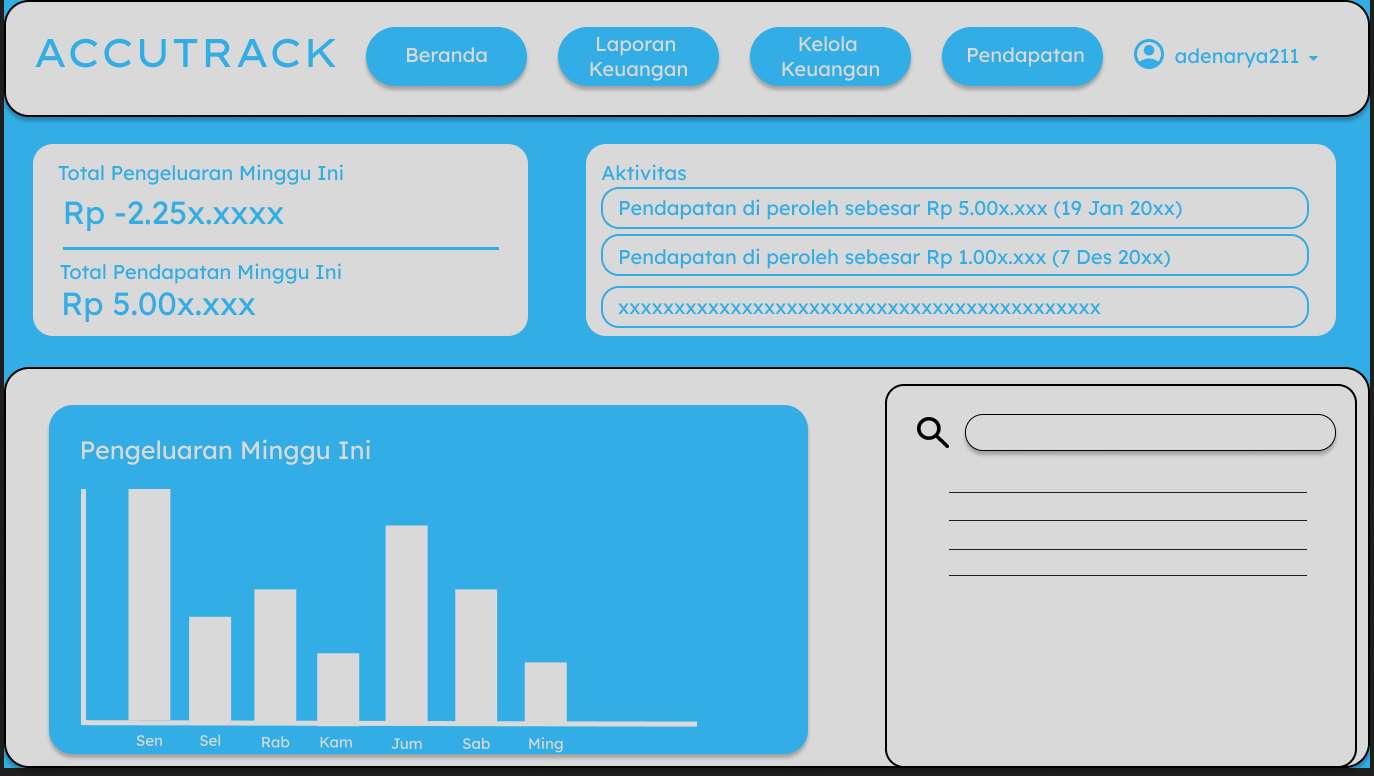 ACCUTRACK
Beranda
Laporan
Keuangan
Kelola
Keuangan
Pendapatan
adenarya211
Total Pengeluaran Minggu Ini
Rp -2.25x.xxxx
Total Pendapatan Minggu Ini
Rp 5.00x.xxx
Aktivitas
Pendapatan di peroleh sebesar Rp 5.00x.xxx (19 Jan 20xx)
Pendapatan di peroleh sebesar Rp 1.00x.xxx (7 Des 20xx)
xxxxxxxxxxxxxxxxxxxxxxxxxxxxxxxxxxxxxxxxxxx
Pengeluaran Minggu Ini
Sen Sel Rab Kam Jum Sab Ming